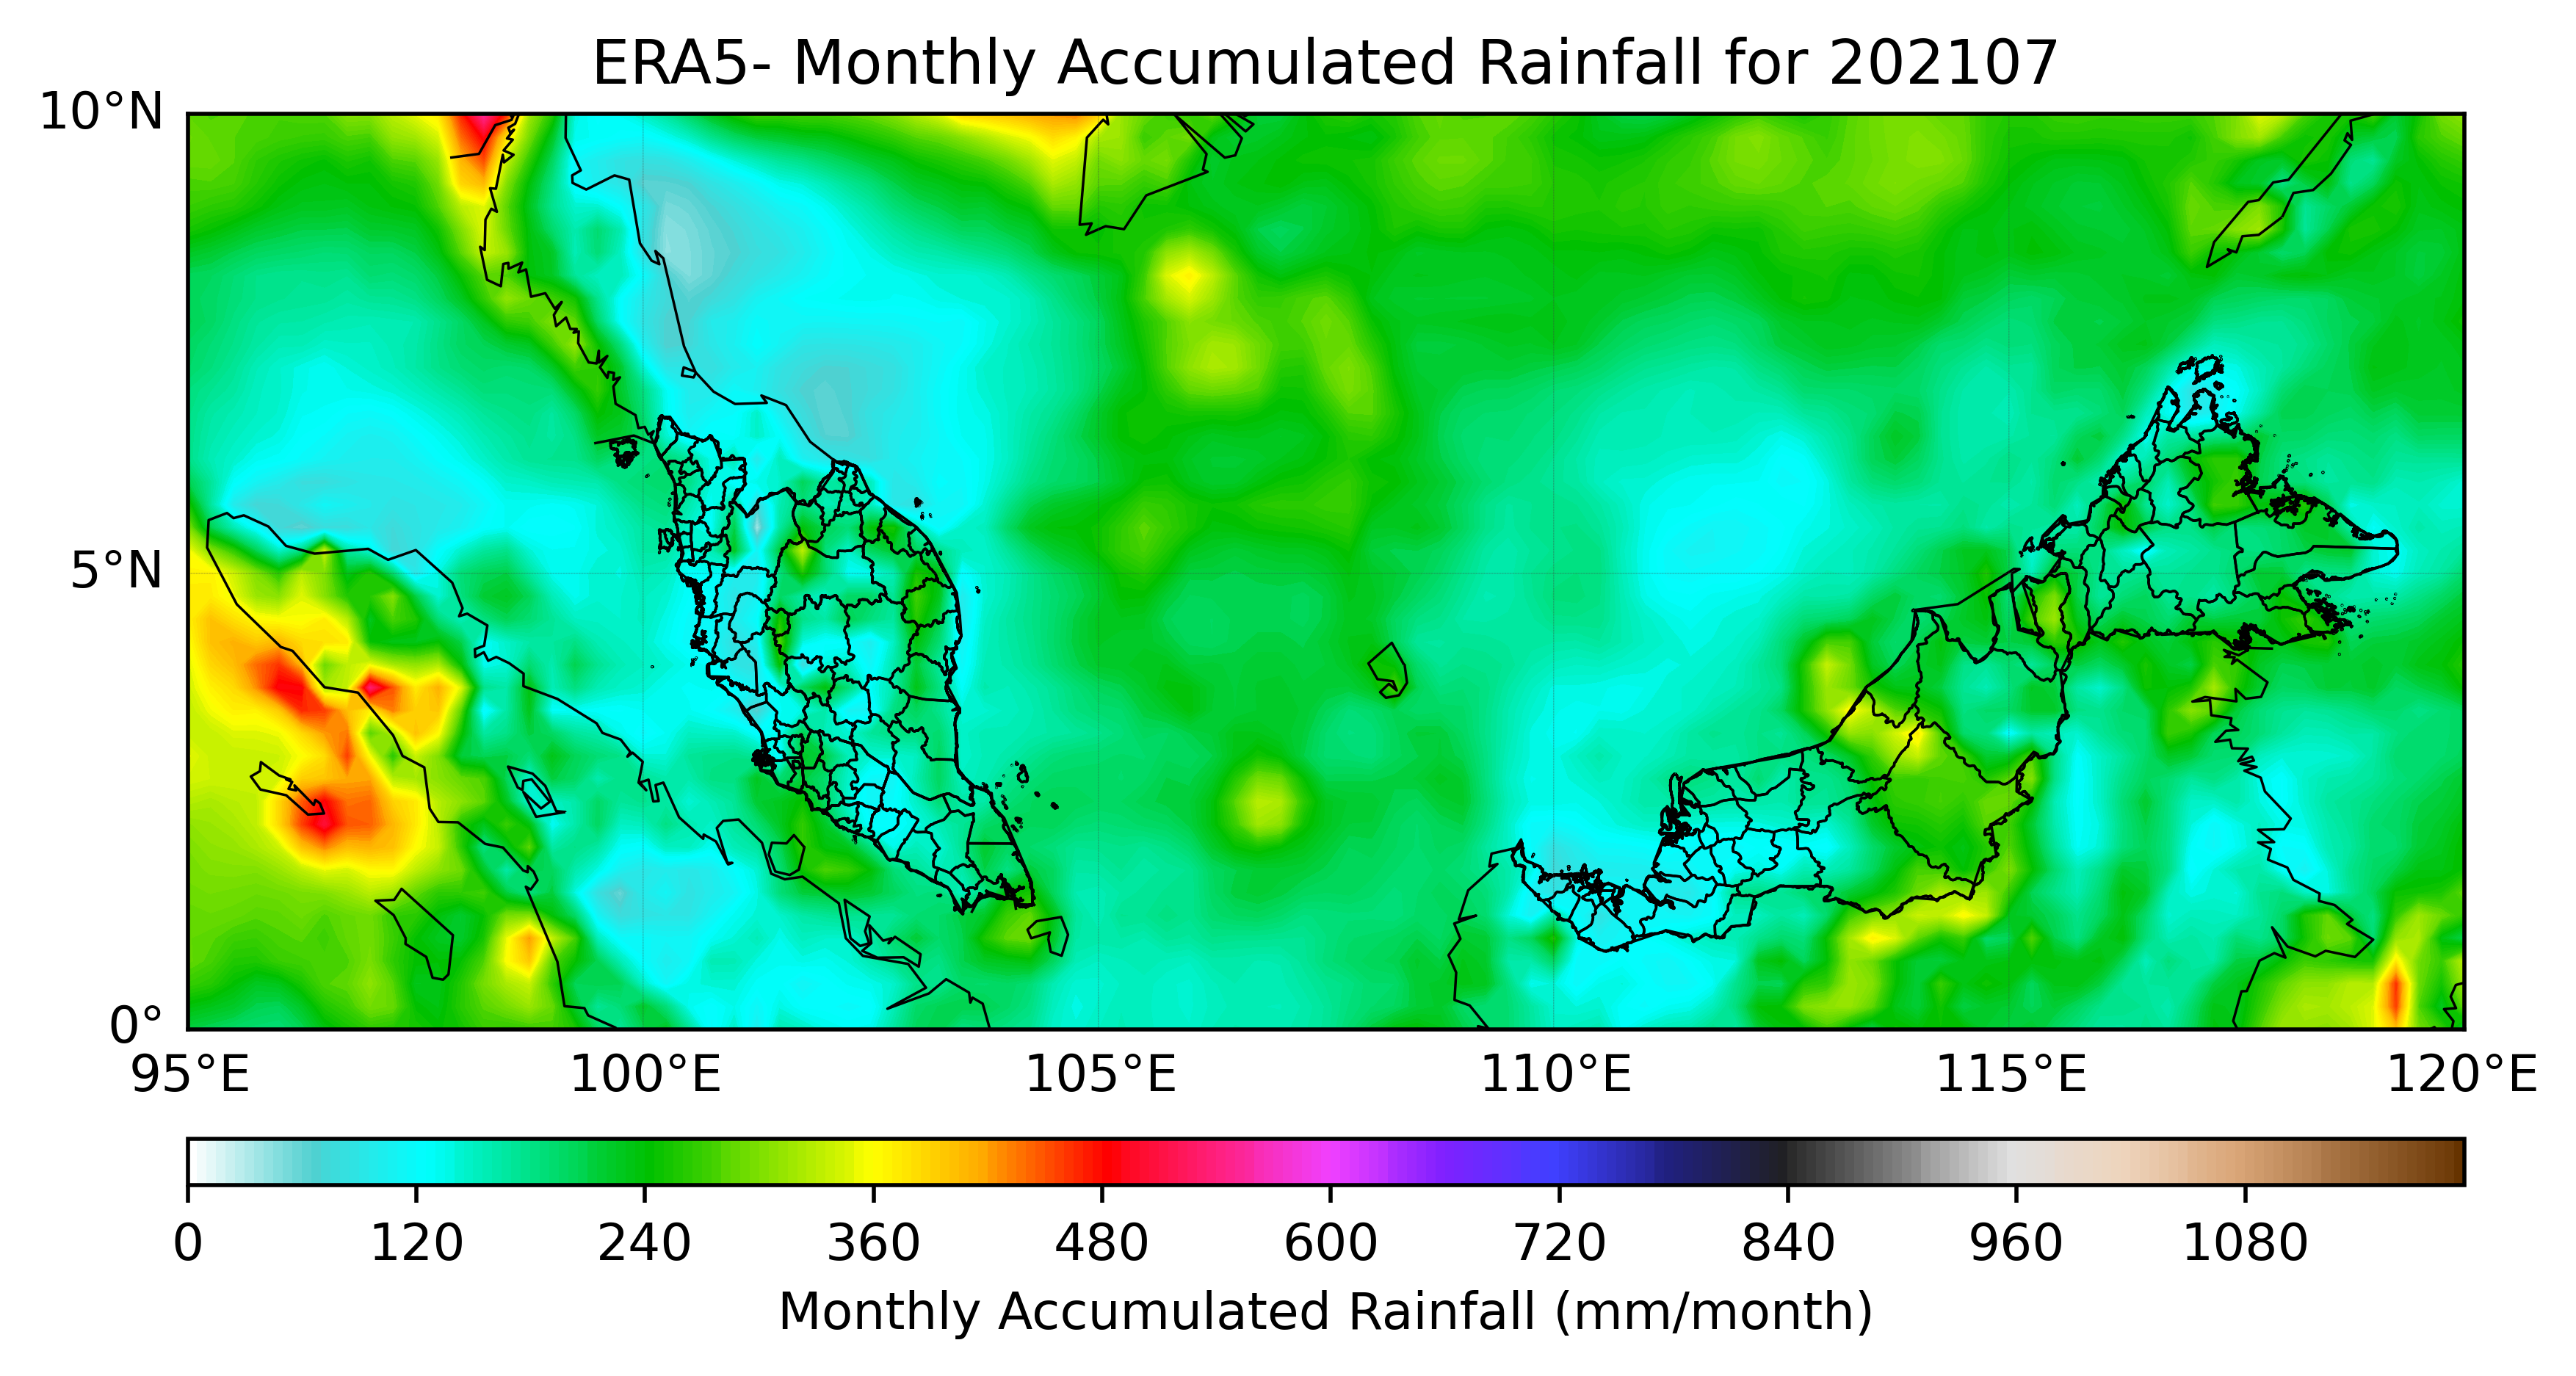 ERA5- Monthly Accumulated Rainfall for 202107
10°N
5°N
0°
95°E 100°E 105°E 110°E 115°E 120°E
0 120 240 360 480 600 720 840 960 1080
Monthly Accumulated Rainfall (mm/month)